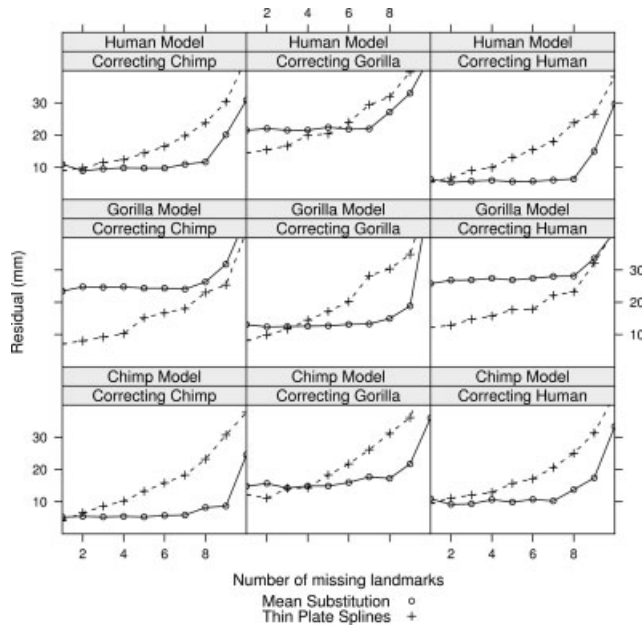 2 4 6 8
Human Model Human Model Human Model
Correcting Chimp Correcting Gorilla Correcting Human
30
20
10
Gorilla Model Gorilla Model Gorilla Model
Correcting Chimp Correcting Gorilla Correcting Human
Residual (mm)
30
20
10
Chimp Model Chimp Model Chimp Model
Correcting Chimp Correcting Gorilla Correcting Human
30
20
10
2 4 6 8 2 4 6 8
Number of missing landmarks
Mean Substitution
Thin Plate Splines